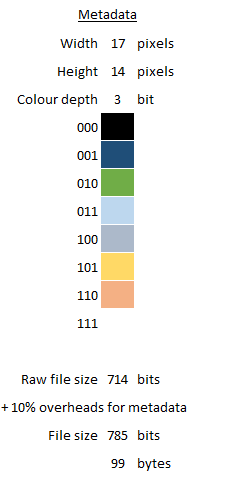 Metadata
Width 17 pixels
Height 14 pixels
Colour depth 3 bit
000
001
010
011
100
101
110
111
Raw file size 714 bits
+ 10% overheads for metadata
File size 785 bits
99 bytes